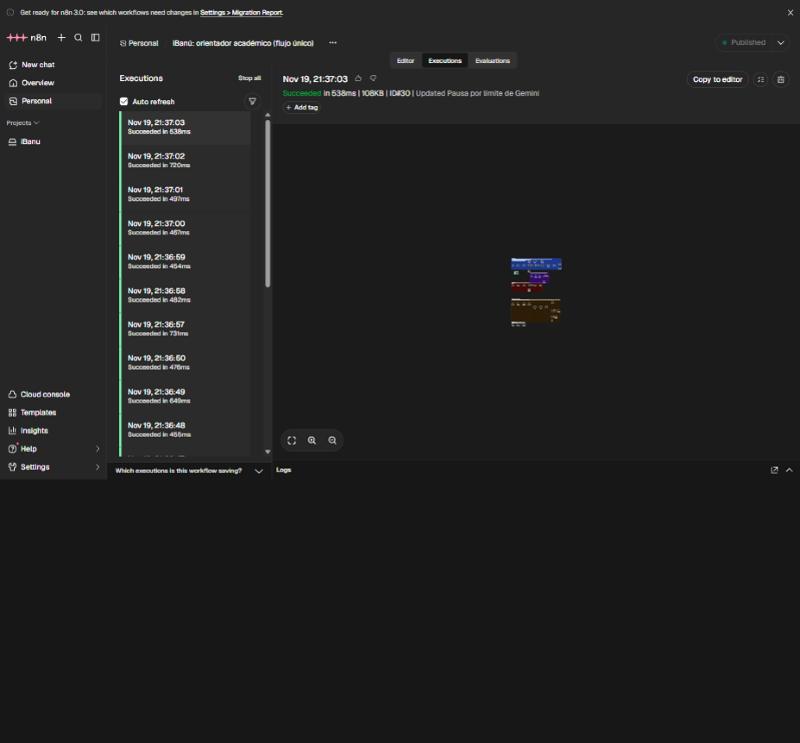 Get ready for n8n 3.0: see which workflows need changes in Settings > Migration Report.
n8n
New chat
Overview
Personal
Projects
iBanu
Cloud console
Templates
Insights
Help
Settings
Personal
iBanú: orientador académico (flujo único)
Published
Editor
Executions
Evaluations
Executions
Stop all
Auto refresh
Nov 19, 21:37:03
Succeeded in 538ms
Nov 19, 21:37:02
Succeeded in 720ms
Nov 19, 21:37:01
Succeeded in 497ms
Nov 19, 21:37:00
Succeeded in 467ms
Nov 19, 21:36:59
Succeeded in 454ms
Nov 19, 21:36:58
Succeeded in 482ms
Nov 19, 21:36:57
Succeeded in 731ms
Nov 19, 21:36:50
Succeeded in 476ms
Nov 19, 21:36:49
Succeeded in 649ms
Nov 19, 21:36:48
Succeeded in 455ms
Which executions is this workflow saving?
Nov 19, 21:37:03
Copy to editor
Succeeded in 538ms | 108KB | ID#30 | Updated Pausa por límite de Gemini
+ Add tag
Logs